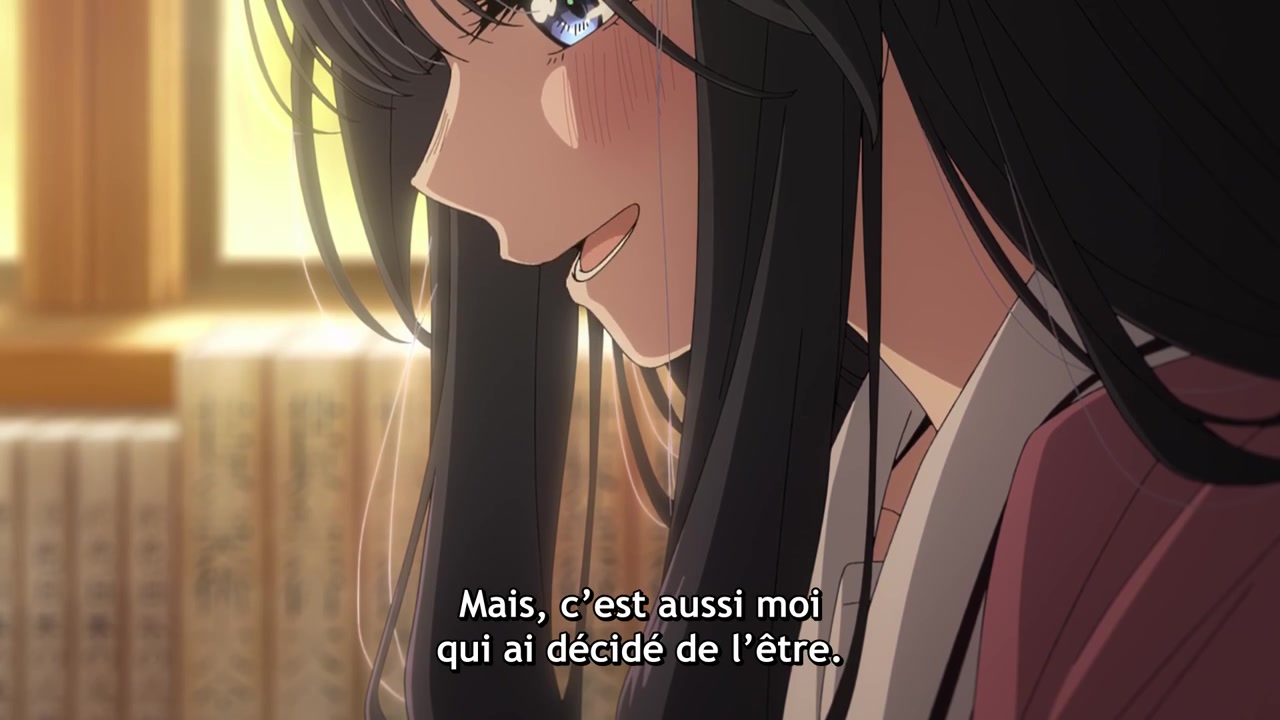 Mais, c’est aussi moi
qui ai décidé de l’être.